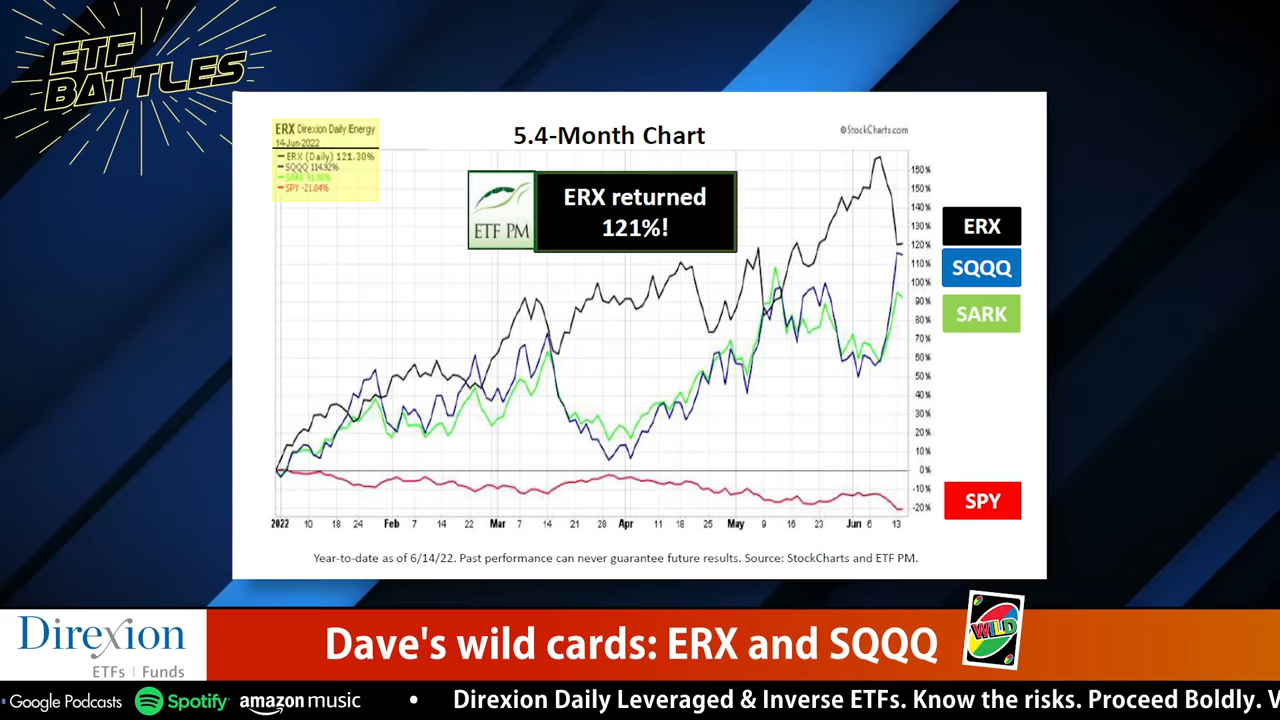 ETF
BATTLES
ERX Direxion Daily Energy
14-Jun-2022
ERX (Daily) 121.30%
SQQQ 114.92%
SARK 91.98%
SPY -21.04%
5.4-Month Chart
©StockCharts.com
ETF PM
ERX returned
121%!
160%
150%
140%
130%
120%
110%
100%
90%
80%
70%
60%
50%
40%
30%
20%
10%
0%
-10%
-20%
ERX
SQQQ
SARK
SPY
2022 10 18 24 Feb 7 14 22 Mar 7 14 21 28 Apr 11 18 25 May 9 16 23 Jun 6 13
Year-to-date as of 6/14/22. Past performance can never guarantee future results. Source: StockCharts and ETF PM.
Direxion
ETFs | Funds
Dave's wild cards: ERX and SQQQ
WILD
Google Podcasts Spotify amazon music • Direxion Daily Leveraged & Inverse ETFs. Know the risks. Proceed Boldly. V